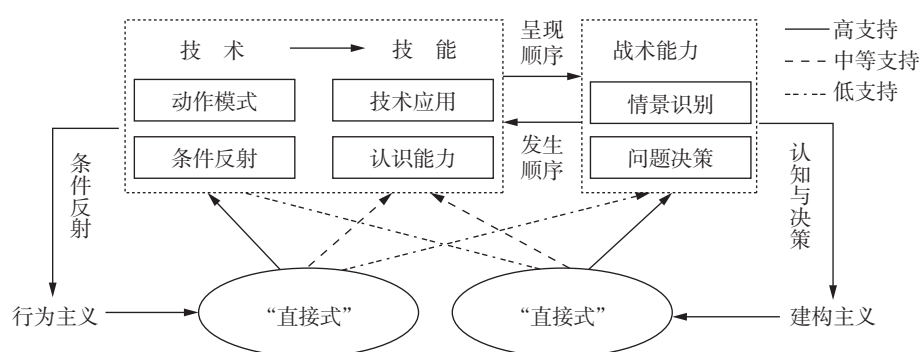 技 术
技 能
呈现
顺序
战术能力
高支持
中等支持
低支持
动作模式
技术应用
情景识别
条件反射
认识能力
发生
顺序
问题决策
条件反射
认知与决策
行为主义
“直接式”
“直接式”
建构主义